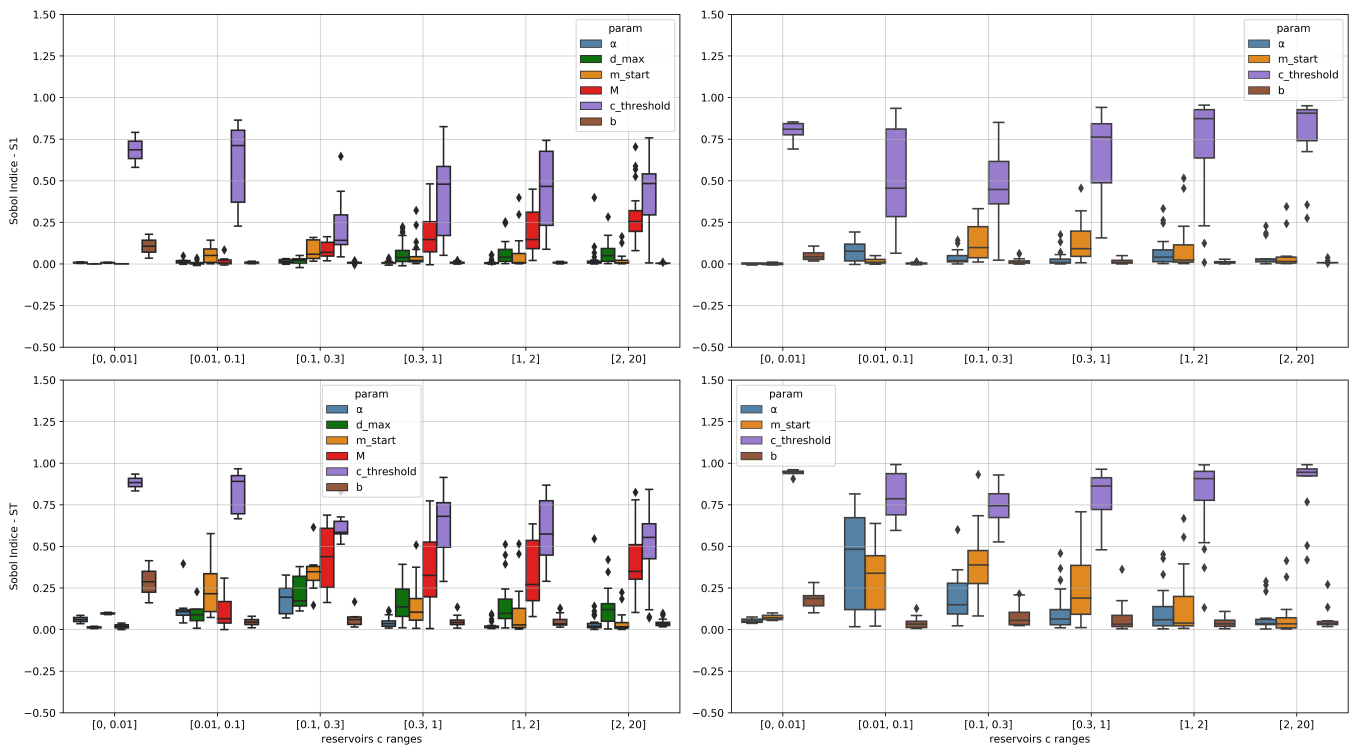 Sobol Indice - S1
1.50
1.25
1.00
0.75
0.50
0.25
0.00
−0.25
−0.50
param
α
d_max
m_start
M
c_threshold
b
[0, 0.01]
[0.01, 0.1]
[0.1, 0.3]
[0.3, 1]
[1, 2]
[2, 20]
1.50
1.25
1.00
0.75
0.50
0.25
0.00
−0.25
−0.50
param
α
m_start
c_threshold
b
[0, 0.01]
[0.01, 0.1]
[0.1, 0.3]
[0.3, 1]
[1, 2]
[2, 20]
Sobol Indice - ST
1.50
1.25
1.00
0.75
0.50
0.25
0.00
−0.25
−0.50
param
α
d_max
m_start
M
c_threshold
b
[0, 0.01]
[0.01, 0.1]
[0.1, 0.3]
[0.3, 1]
[1, 2]
[2, 20]
reservoirs c ranges
1.50
1.25
1.00
0.75
0.50
0.25
0.00
−0.25
−0.50
param
α
m_start
c_threshold
b
[0, 0.01]
[0.01, 0.1]
[0.1, 0.3]
[0.3, 1]
[1, 2]
[2, 20]
reservoirs c ranges